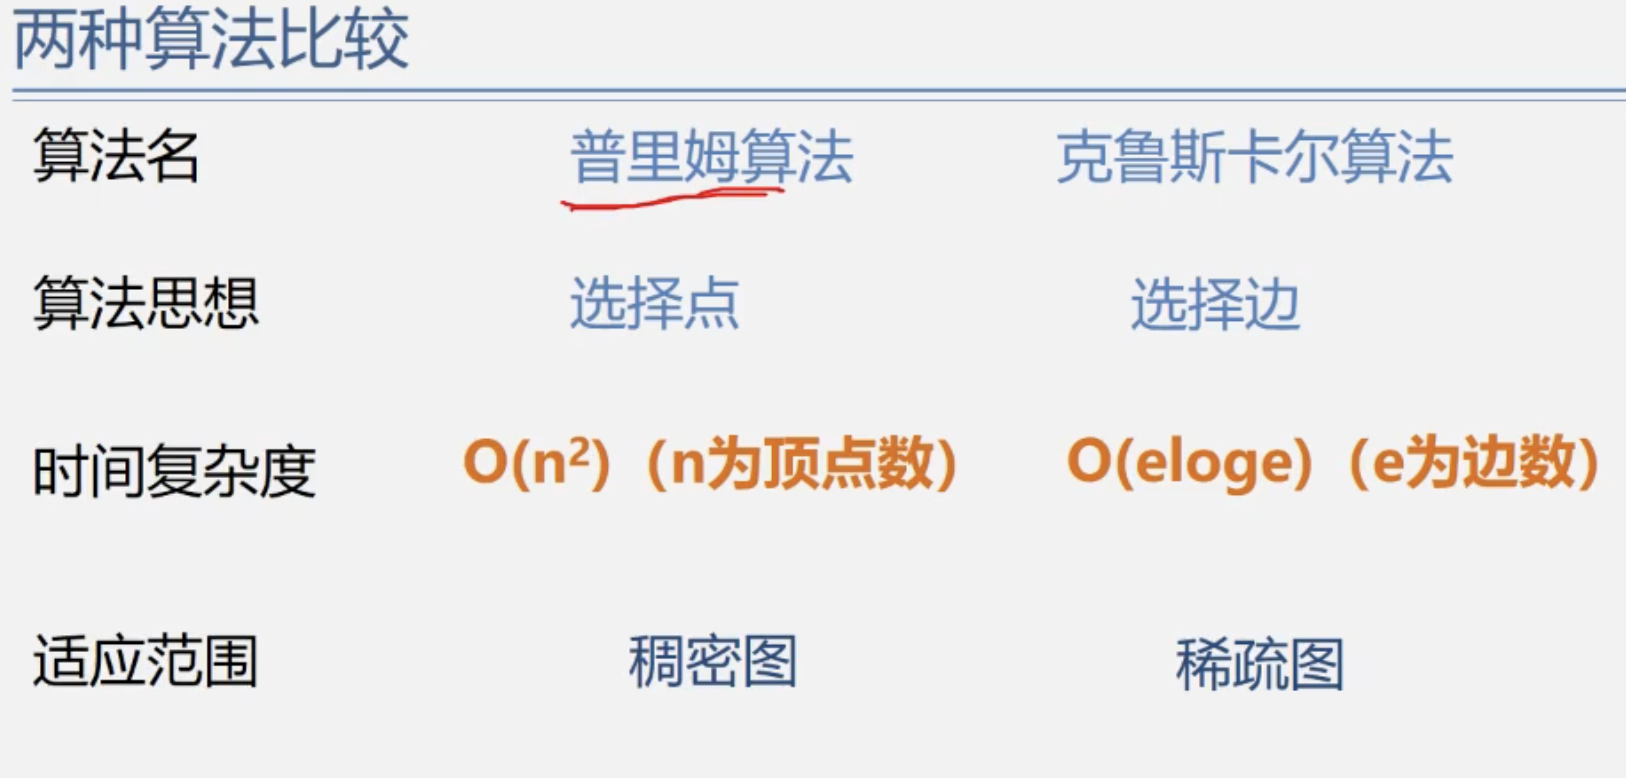 两种算法比较
算法名 普里姆算法 克鲁斯卡尔算法
算法思想 选择点 选择边
时间复杂度 O(n²)（n为顶点数） O(eloge)（e为边数）
适应范围 稠密图 稀疏图